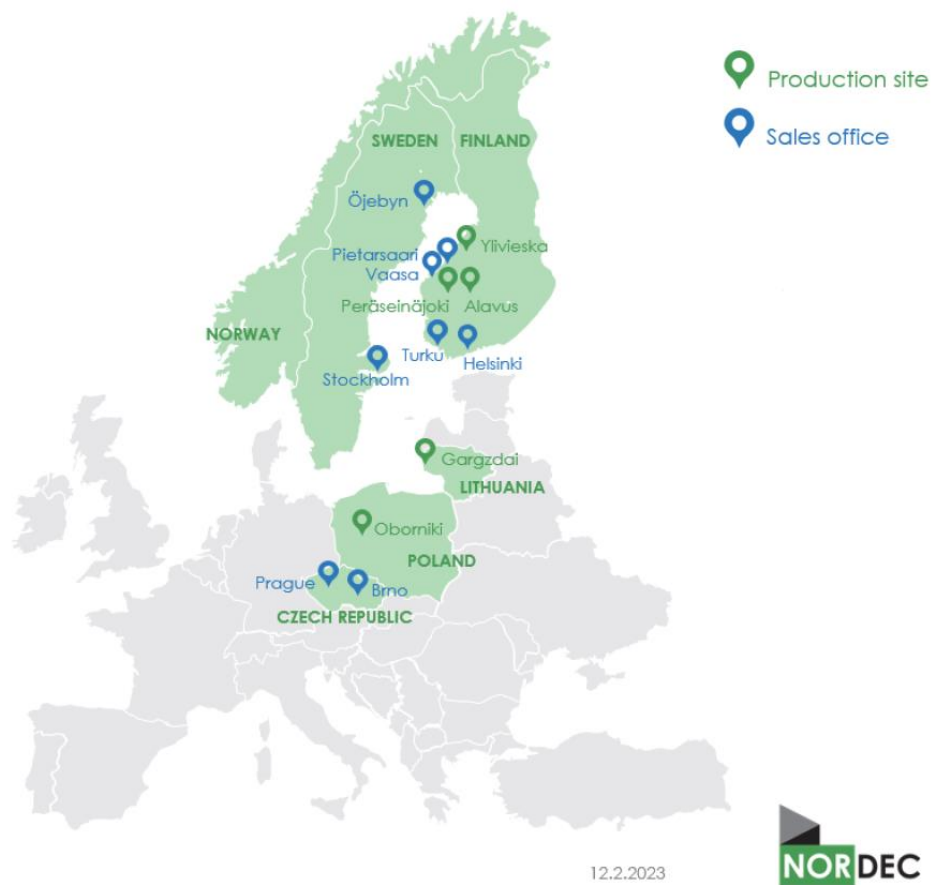 Production site
Sales office
SWEDEN
FINLAND
Öjebyn
Ylivieska
Pietarsaari
Vaasa
Peräseinäjoki
Alavus
NORWAY
Turku
Helsinki
Stockholm
Gargzdai
LITHUANIA
Oborniki
POLAND
Prague
Brno
CZECH REPUBLIC
12.2.2023
NORDEC